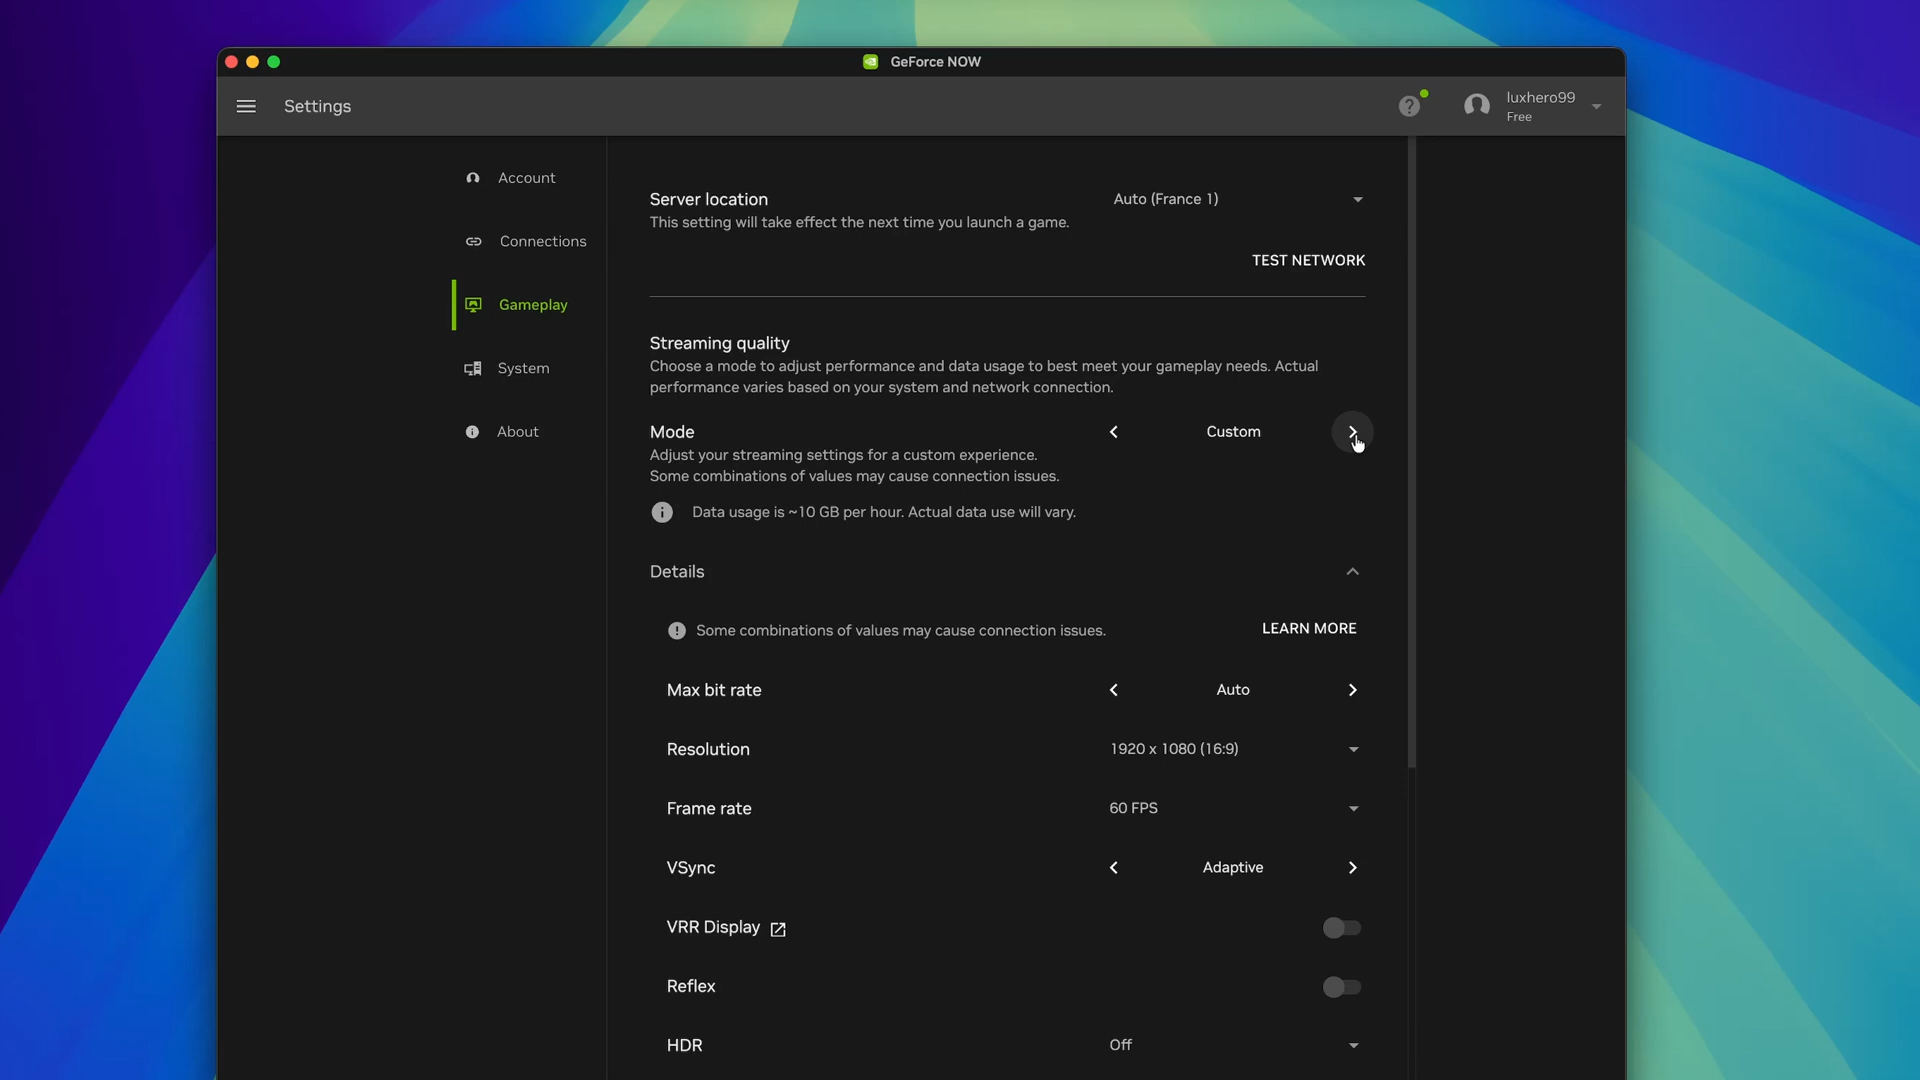 GeForce NOW
Settings
luxhero99
Free
Account
Connections
Gameplay
System
About
Server location
Auto (France 1)
This setting will take effect the next time you launch a game.
TEST NETWORK
Streaming quality
Choose a mode to adjust performance and data usage to best meet your gameplay needs. Actual
performance varies based on your system and network connection.
Mode
Custom
Adjust your streaming settings for a custom experience.
Some combinations of values may cause connection issues.
Data usage is ~10 GB per hour. Actual data use will vary.
Details
Some combinations of values may cause connection issues.
LEARN MORE
Max bit rate
Auto
Resolution
1920 x 1080 (16:9)
Frame rate
60 FPS
VSync
Adaptive
VRR Display
Reflex
HDR
Off